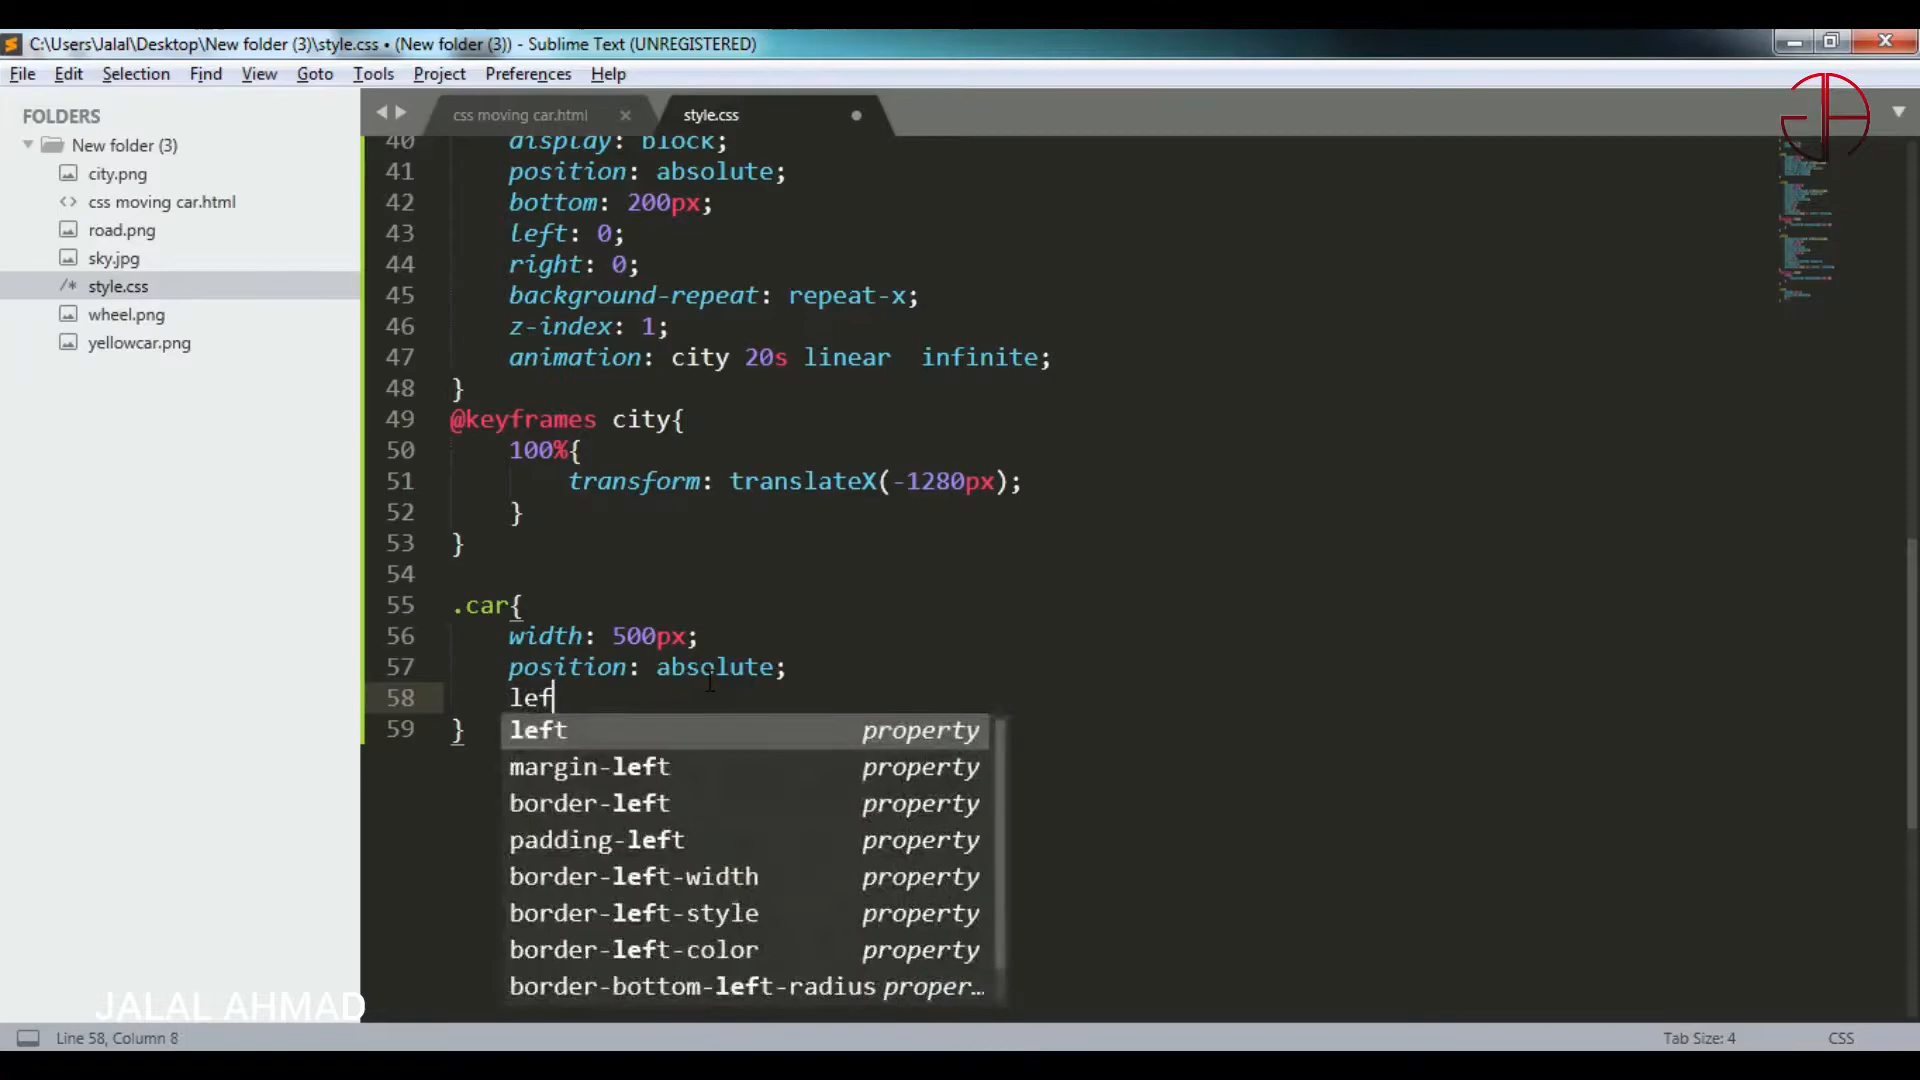 C:\Users\Jalal\Desktop\New folder (3)\style.css • (New folder (3)) - Sublime Text (UNREGISTERED)
File Edit Selection Find View Goto Tools Project Preferences Help
FOLDERS
New folder (3)
city.png
<> css moving car.html
road.png
sky.jpg
/* style.css
wheel.png
yellowcar.png
css moving car.html × style.css
40 display: block;
41 position: absolute;
42 bottom: 200px;
43 left: 0;
44 right: 0;
45 background-repeat: repeat-x;
46 z-index: 1;
47 animation: city 20s linear  infinite;
48 }
49 @keyframes city{
50 100%{
51 transform: translateX(-1280px);
52 }
53 }
54
55 .car{
56 width: 500px;
57 position: absolute;
58 lef
59 }
left property
margin-left property
border-left property
padding-left property
border-left-width property
border-left-style property
border-left-color property
border-bottom-left-radius proper…
JALAL AHMAD
Line 58, Column 8
Tab Size: 4
CSS